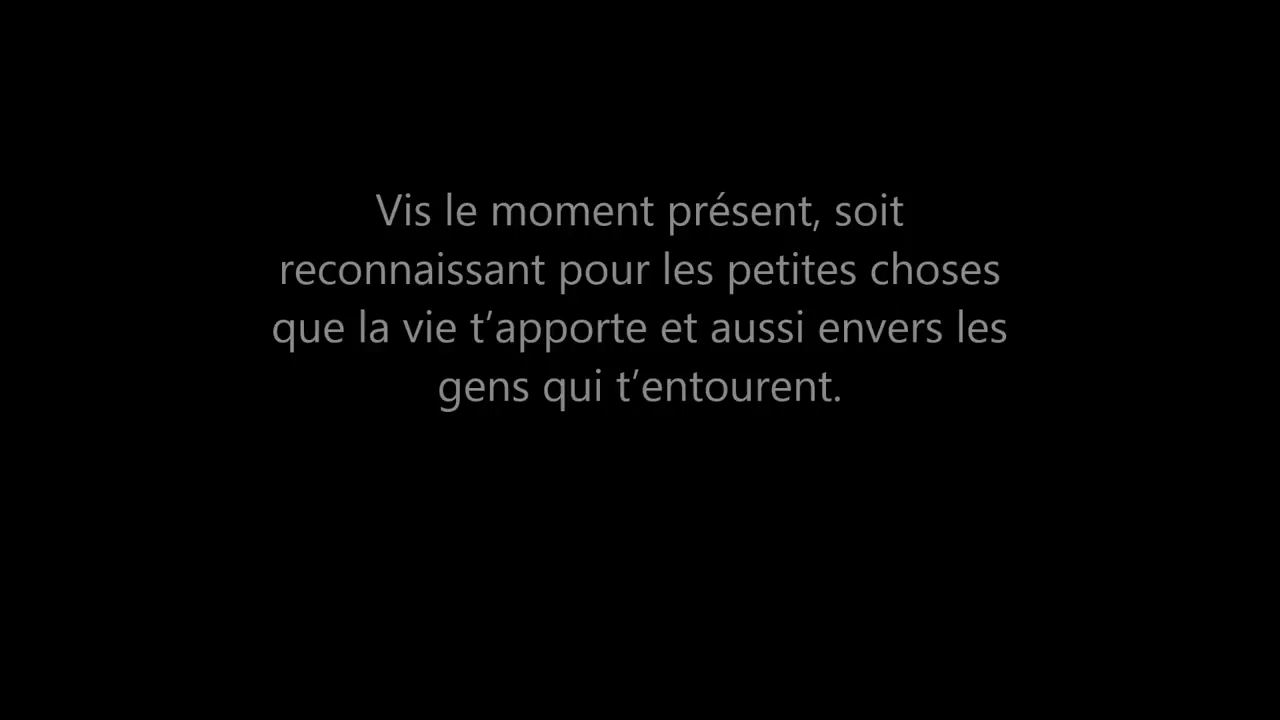 Vis le moment présent, soit
reconnaissant pour les petites choses
que la vie t’apporte et aussi envers les
gens qui t’entourent.